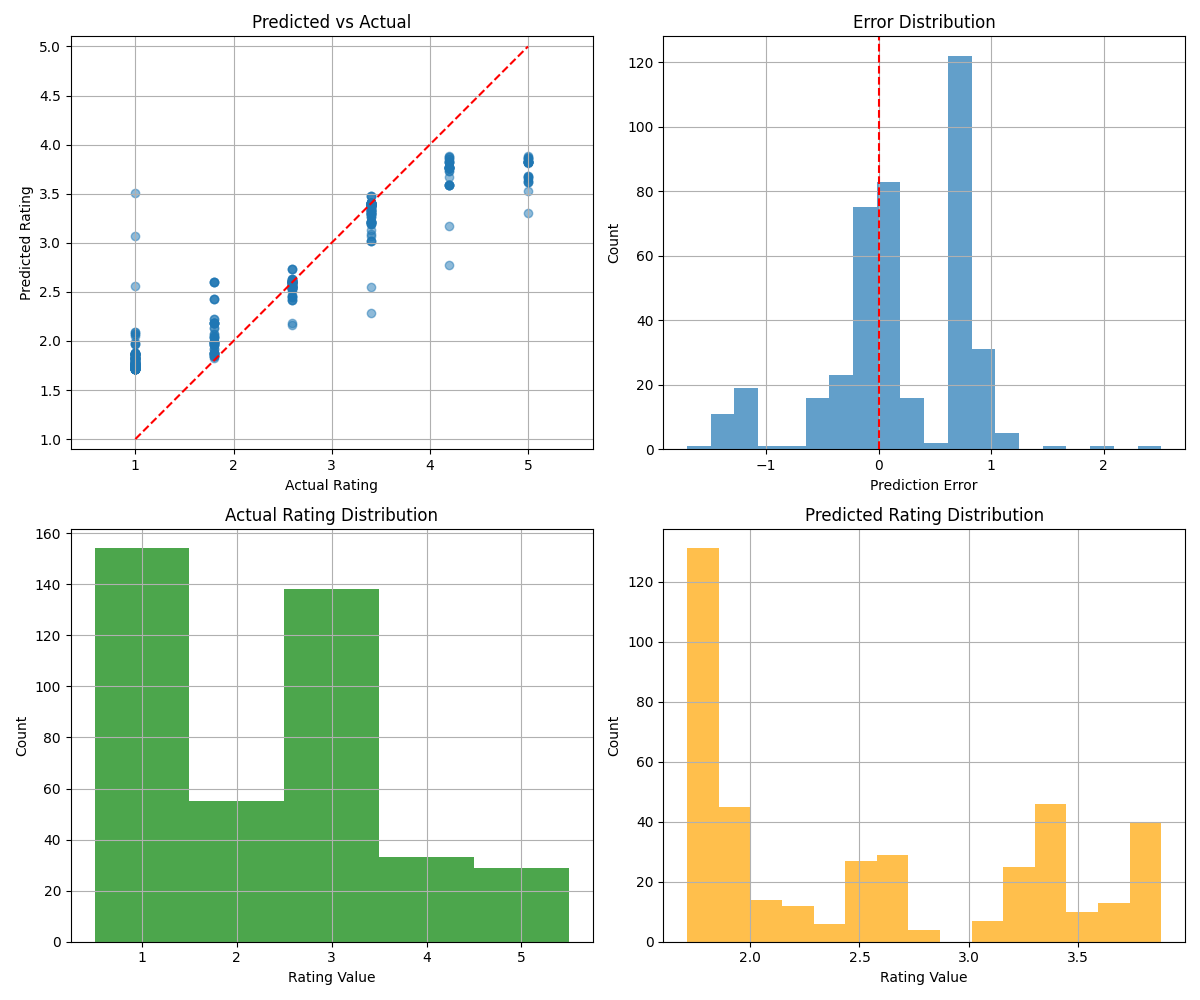 Predicted vs Actual
5.0
4.5
4.0
3.5
3.0
2.5
2.0
1.5
1.0
Predicted Rating
1 2 3 4 5
Actual Rating
Error Distribution
120
100
80
60
40
20
0
Count
−1 0 1 2
Prediction Error
Actual Rating Distribution
160
140
120
100
80
60
40
20
0
Count
1 2 3 4 5
Rating Value
Predicted Rating Distribution
120
100
80
60
40
20
0
Count
2.0 2.5 3.0 3.5
Rating Value